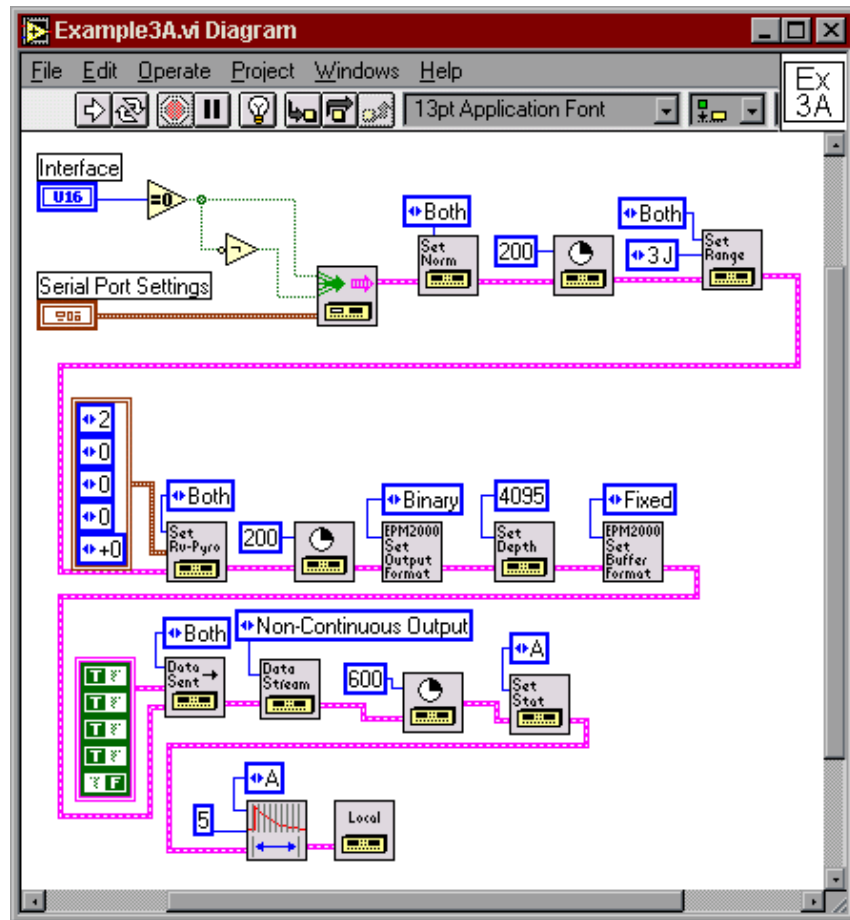 Example3A.vi Diagram
File Edit Operate Project Windows Help
Ex
3A
13pt Application Font
Interface
U16
=0
Both
Both
Set
Norm
200
3 J
Set
Range
Serial Port Settings
2
0
0
0
+0
Both
Set
Rv-Pyro
200
Binary
EPM2000
Set
Output
Format
4095
Set
Depth
Fixed
EPM2000
Set
Buffer
Format
Both
Data
Sent
Non-Continuous Output
Data
Stream
600
A
Set
Stat
T
T
T
T
F
A
5
Local